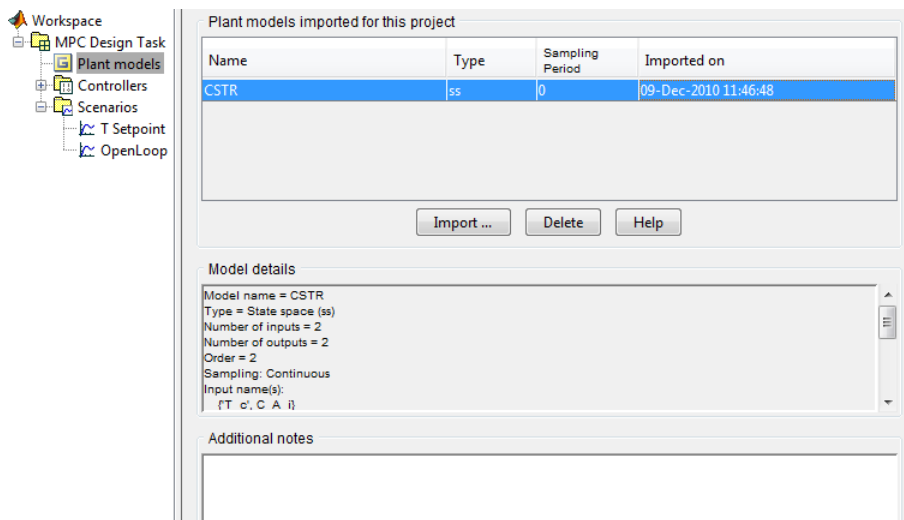 Workspace
MPC Design Task
Plant models
Controllers
Scenarios
T Setpoint
OpenLoop
Plant models imported for this project
Name Type Sampling Period Imported on
CSTR ss 0 09-Dec-2010 11:46:48
Import ... Delete Help
Model details
Model name = CSTR
Type = State space (ss)
Number of inputs = 2
Number of outputs = 2
Order = 2
Sampling: Continuous
Input name(s):
{'T_c', C_A_i}
Additional notes